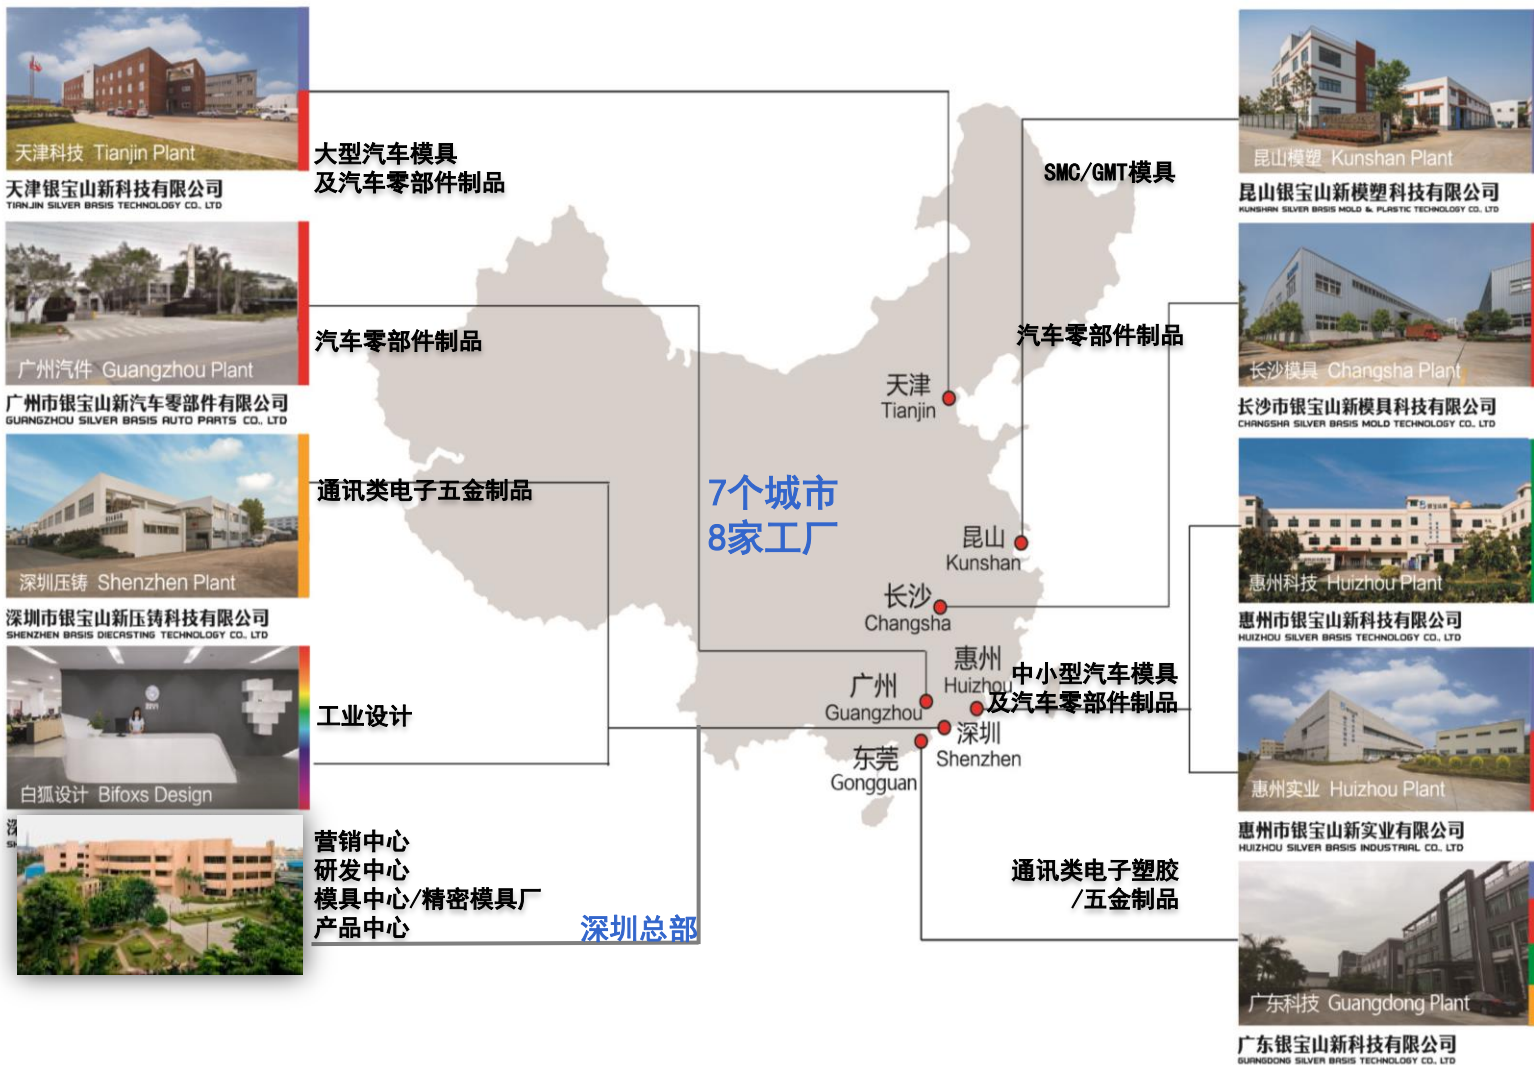 天津科技 Tianjin Plant
天津银宝山新科技有限公司
TIANJIN SILVER BASIS TECHNOLOGY CO., LTD
大型汽车模具
及汽车零部件制品
广州汽件 Guangzhou Plant
广州市银宝山新汽车零部件有限公司
GUANGZHOU SILVER BASIS AUTO PARTS CO., LTD
汽车零部件制品
深圳压铸 Shenzhen Plant
深圳市银宝山新压铸科技有限公司
SHENZHEN BASIS DIECASTING TECHNOLOGY CO., LTD
通讯类电子五金制品
白狐设计 Bifoxs Design
工业设计
深
营销中心
研发中心
模具中心/精密模具厂
产品中心
深圳总部
7个城市
8家工厂
天津
Tianjin
昆山
Kunshan
长沙
Changsha
惠州
Huizhou
广州
Guangzhou
深圳
Shenzhen
东莞
Gongguan
SMC/GMT模具
昆山模塑 Kunshan Plant
昆山银宝山新模塑科技有限公司
KUNSHAN SILVER BASIS MOLD & PLASTIC TECHNOLOGY CO., LTD
汽车零部件制品
长沙模具 Changsha Plant
长沙市银宝山新模具科技有限公司
CHANGSHA SILVER BASIS MOLD TECHNOLOGY CO., LTD
惠州科技 Huizhou Plant
惠州市银宝山新科技有限公司
HUIZHOU SILVER BASIS TECHNOLOGY CO., LTD
中小型汽车模具
及汽车零部件制品
惠州实业 Huizhou Plant
惠州市银宝山新实业有限公司
HUIZHOU SILVER BASIS INDUSTRIAL CO., LTD
通讯类电子塑胶
/五金制品
广东科技 Guangdong Plant
广东银宝山新科技有限公司
GUANGDONG SILVER BASIS TECHNOLOGY CO., LTD